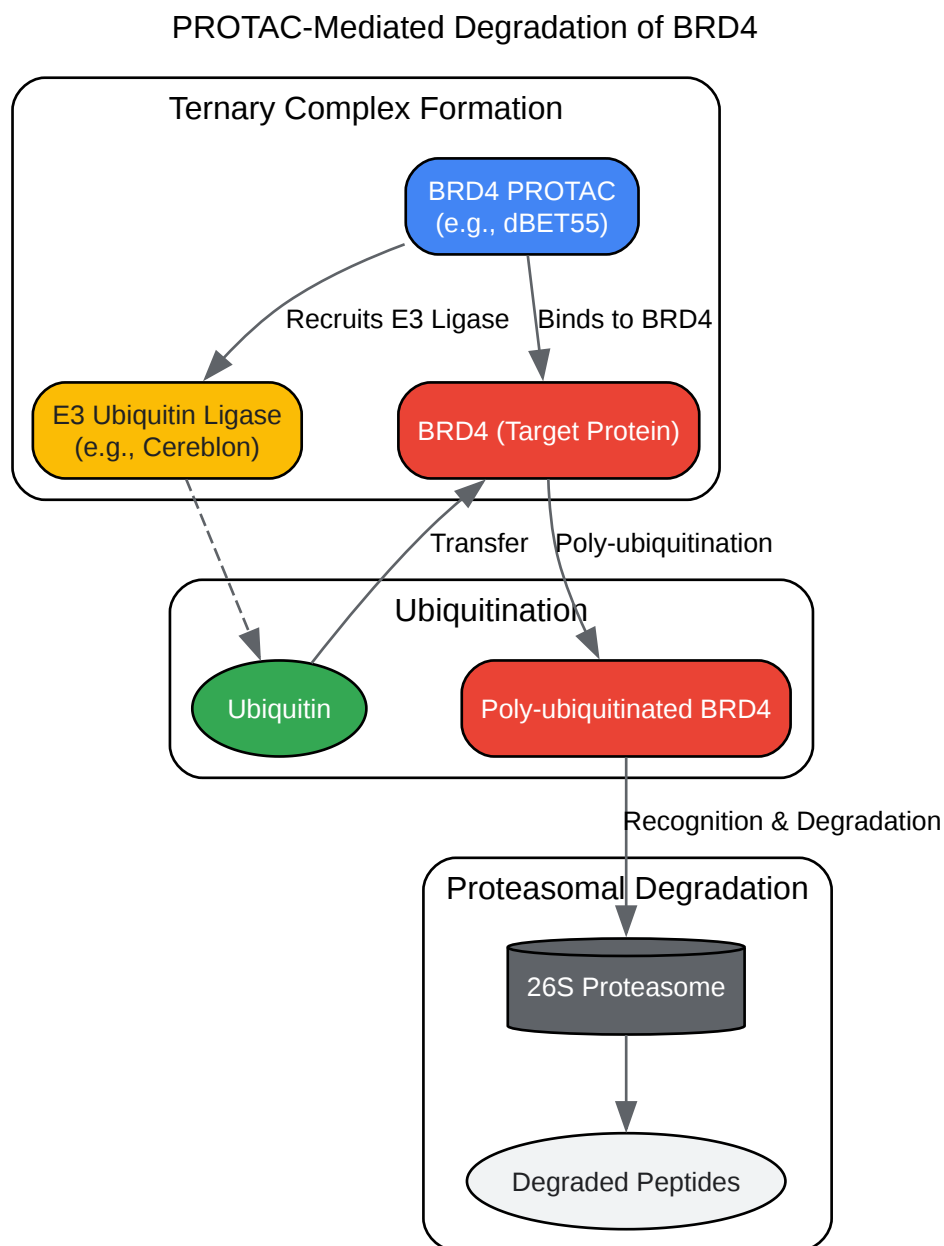 PROTAC-Mediated Degradation of BRD4
Ternary Complex Formation
BRD4 PROTAC
(e.g., dBET55)
Recruits E3 Ligase
Binds to BRD4
E3 Ubiquitin Ligase
(e.g., Cereblon)
BRD4 (Target Protein)
Transfer
Poly-ubiquitination
Ubiquitination
Ubiquitin
Poly-ubiquitinated BRD4
Recognition & Degradation
Proteasomal Degradation
26S Proteasome
Degraded Peptides